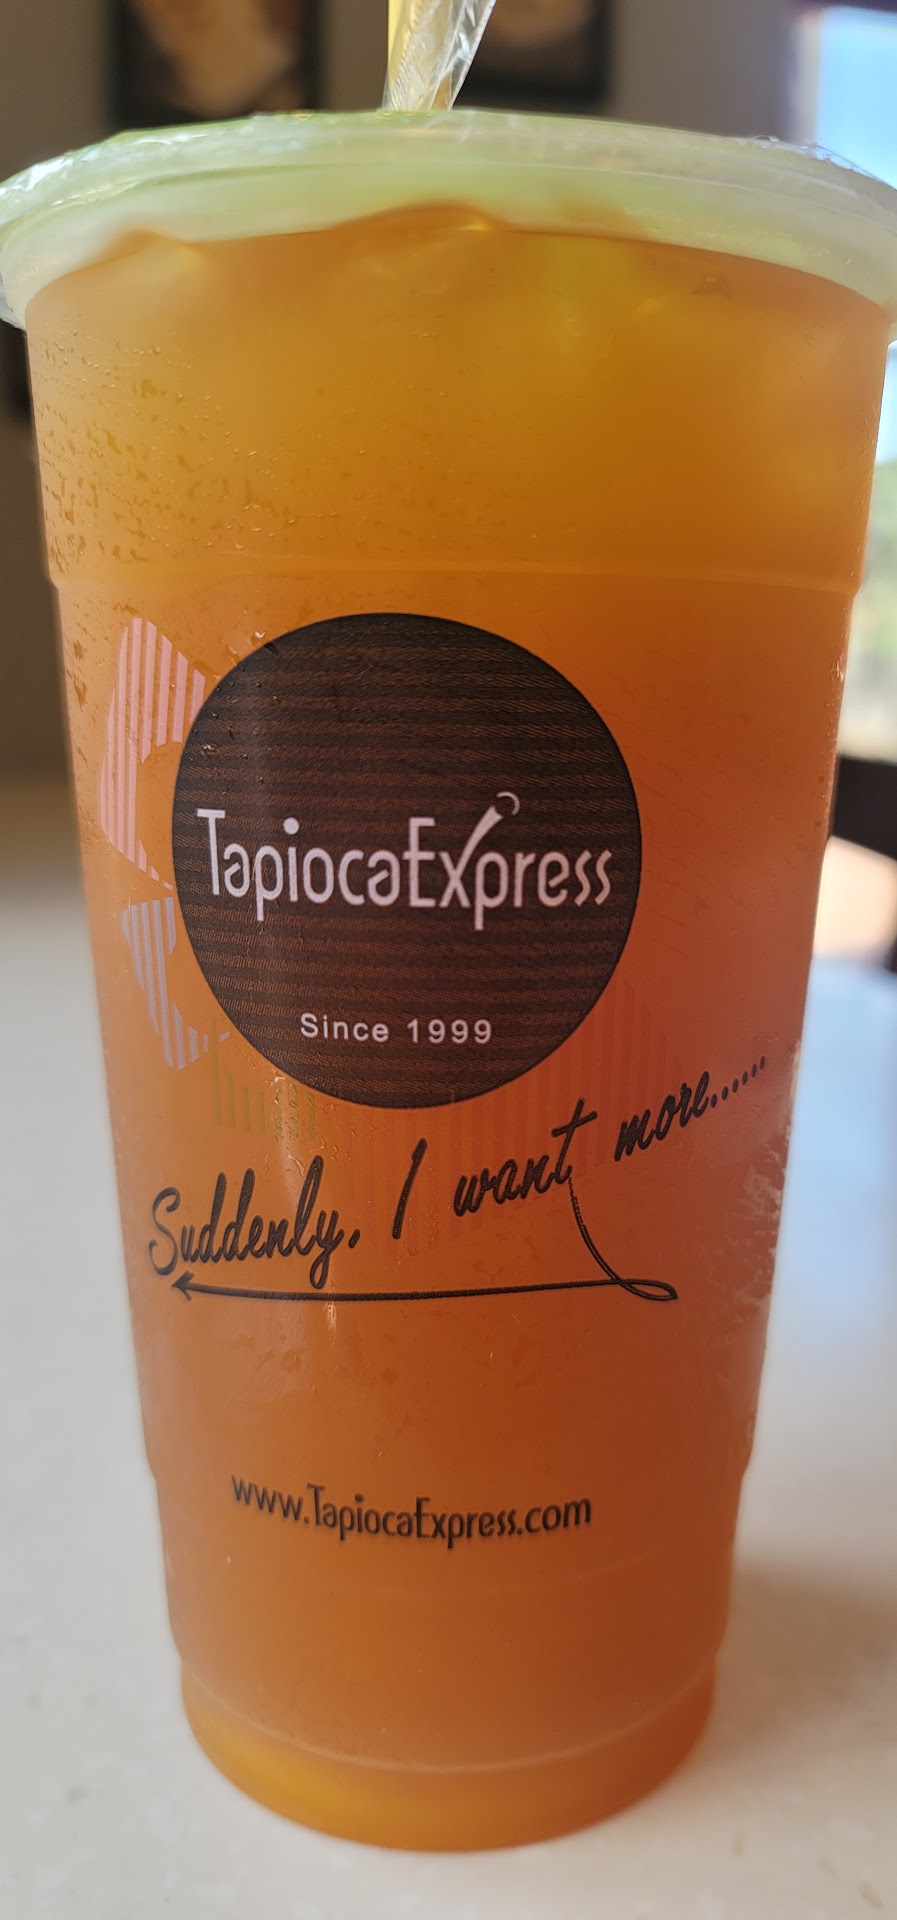 TapiocaExpress
Since 1999
Suddenly. I want more......
www.TapiocaExpress.com